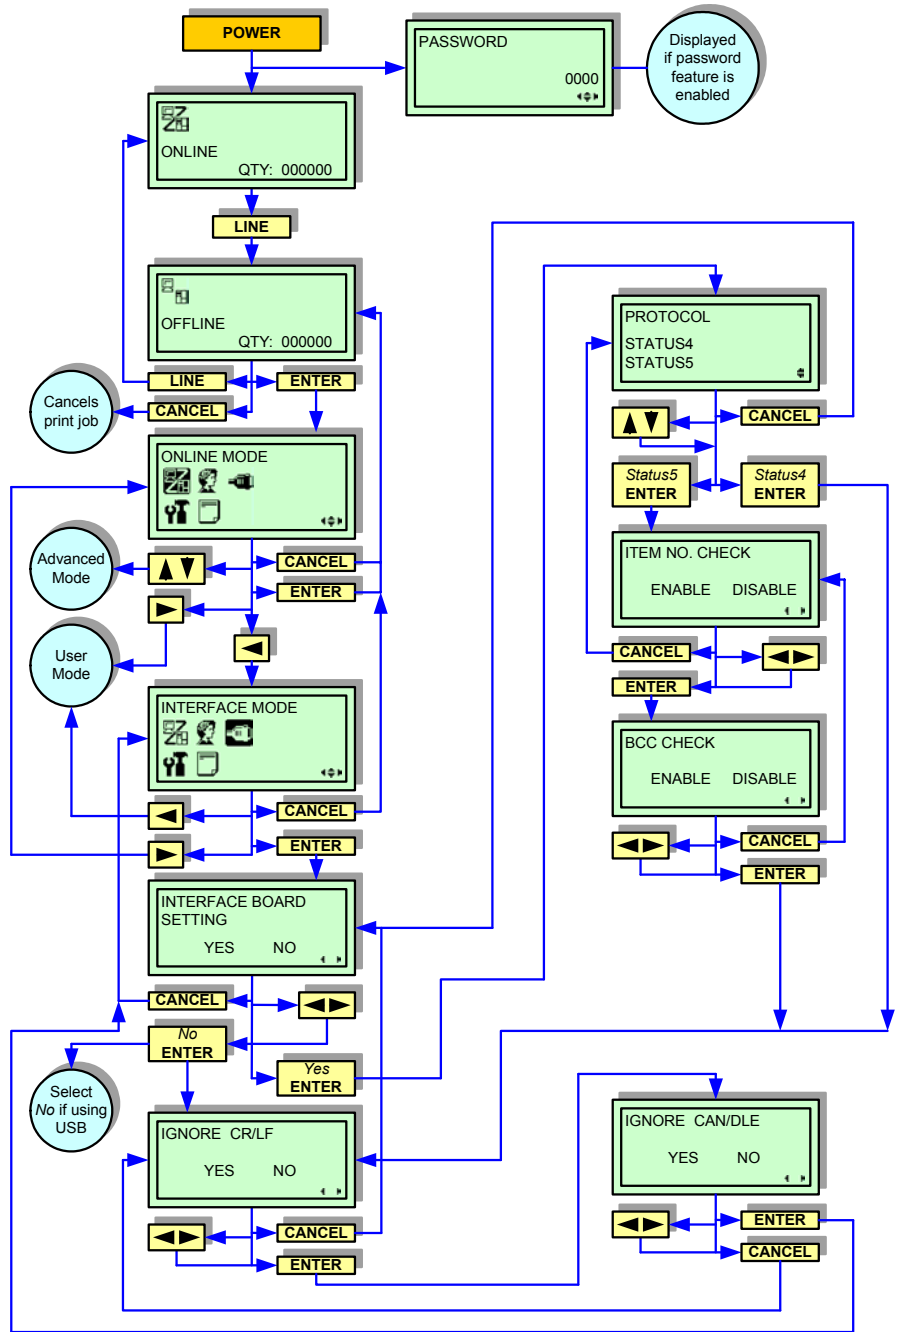 POWER
PASSWORD
0000
Displayed
if password
feature is
enabled
ONLINE
QTY: 000000
LINE
OFFLINE
QTY: 000000
LINE
ENTER
CANCEL
Cancels
print job
ONLINE MODE
CANCEL
ENTER
Advanced
Mode
User
Mode
INTERFACE MODE
CANCEL
ENTER
INTERFACE BOARD
SETTING
YES NO
CANCEL
No
ENTER
Yes
ENTER
Select
No if using
USB
IGNORE CR/LF
YES NO
CANCEL
ENTER
PROTOCOL
STATUS4
STATUS5
CANCEL
Status5
ENTER
Status4
ENTER
ITEM NO. CHECK
ENABLE DISABLE
CANCEL
ENTER
BCC CHECK
ENABLE DISABLE
CANCEL
ENTER
IGNORE CAN/DLE
YES NO
ENTER
CANCEL